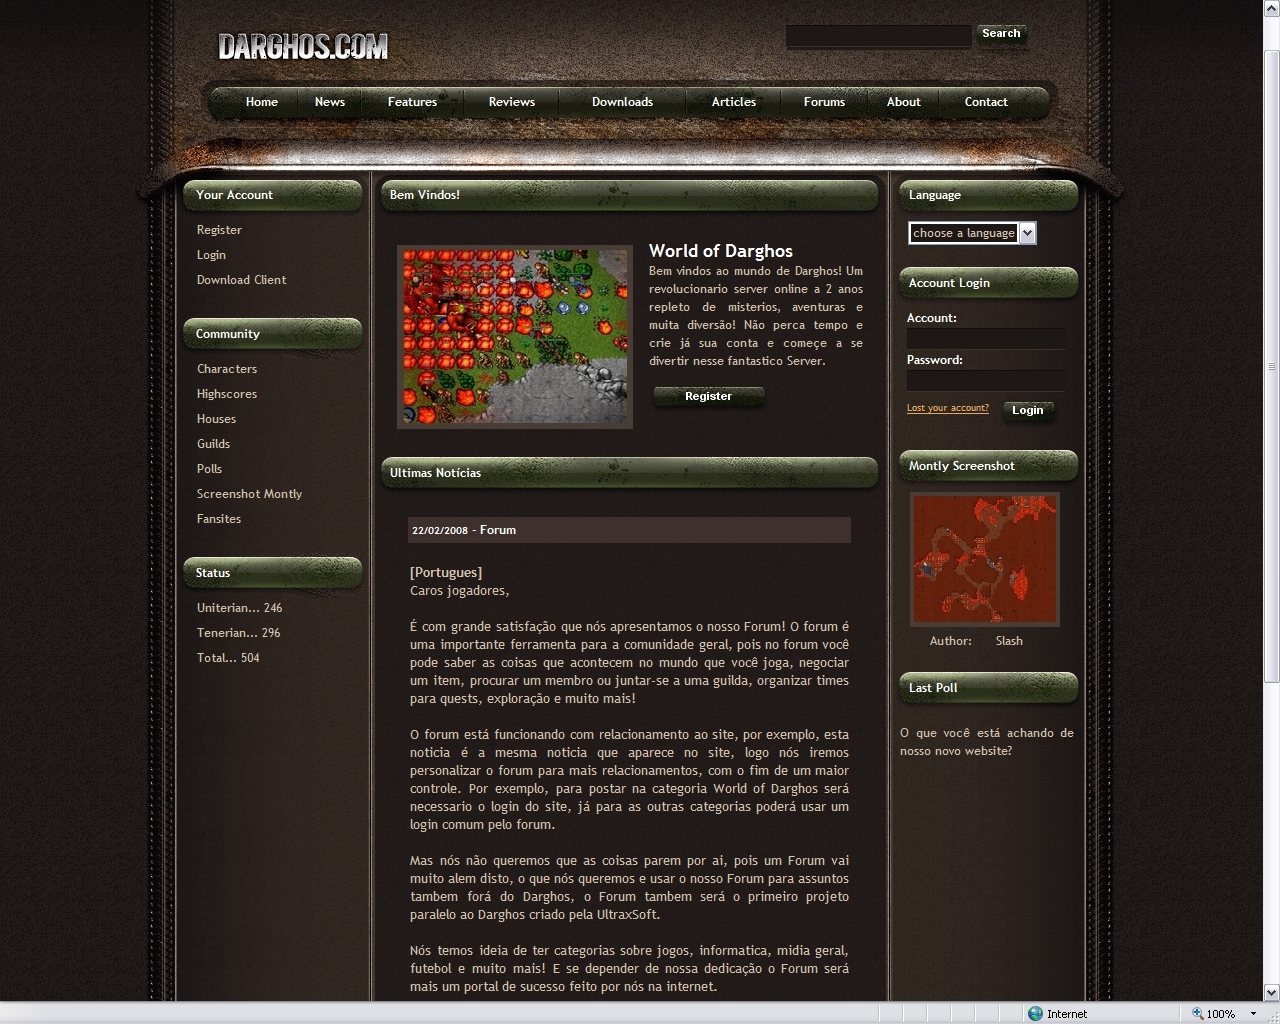 DARGHOS.COM
Search
Home News Features Reviews Downloads Articles Forums About Contact
Your Account
Register
Login
Download Client
Community
Characters
Highscores
Houses
Guilds
Polls
Screenshot Montly
Fansites
Status
Uniterian... 246
Tenerian... 296
Total... 504
Bem Vindos!
World of Darghos
Bem vindos ao mundo de Darghos! Um
revolucionario server online a 2 anos
repleto de misterios, aventuras e
muita diversão! Não perca tempo e
crie já sua conta e começe a se
divertir nesse fantastico Server.
Register
Ultimas Notícias
22/02/2008 - Forum
[Portugues]
Caros jogadores,
É com grande satisfação que nós apresentamos o nosso Forum! O forum é
uma importante ferramenta para a comunidade geral, pois no forum você
pode saber as coisas que acontecem no mundo que você joga, negociar
um item, procurar um membro ou juntar-se a uma guilda, organizar times
para quests, exploração e muito mais!
O forum está funcionando com relacionamento ao site, por exemplo, esta
noticia é a mesma noticia que aparece no site, logo nós iremos
personalizar o forum para mais relacionamentos, com o fim de um maior
controle. Por exemplo, para postar na categoria World of Darghos será
necessario o login do site, já para as outras categorias poderá usar um
login comum pelo forum.
Mas nós não queremos que as coisas parem por ai, pois um Forum vai
muito alem disto, o que nós queremos e usar o nosso Forum para assuntos
tambem forá do Darghos, o Forum tambem será o primeiro projeto
paralelo ao Darghos criado pela UltraxSoft.
Nós temos ideia de ter categorias sobre jogos, informatica, midia geral,
futebol e muito mais! E se depender de nossa dedicação o Forum será
mais um portal de sucesso feito por nós na internet.
Language
choose a language
Account Login
Account:
Password:
Lost your account? Login
Montly Screenshot
Author: Slash
Last Poll
O que você está achando de
nosso novo website?
Internet 100%